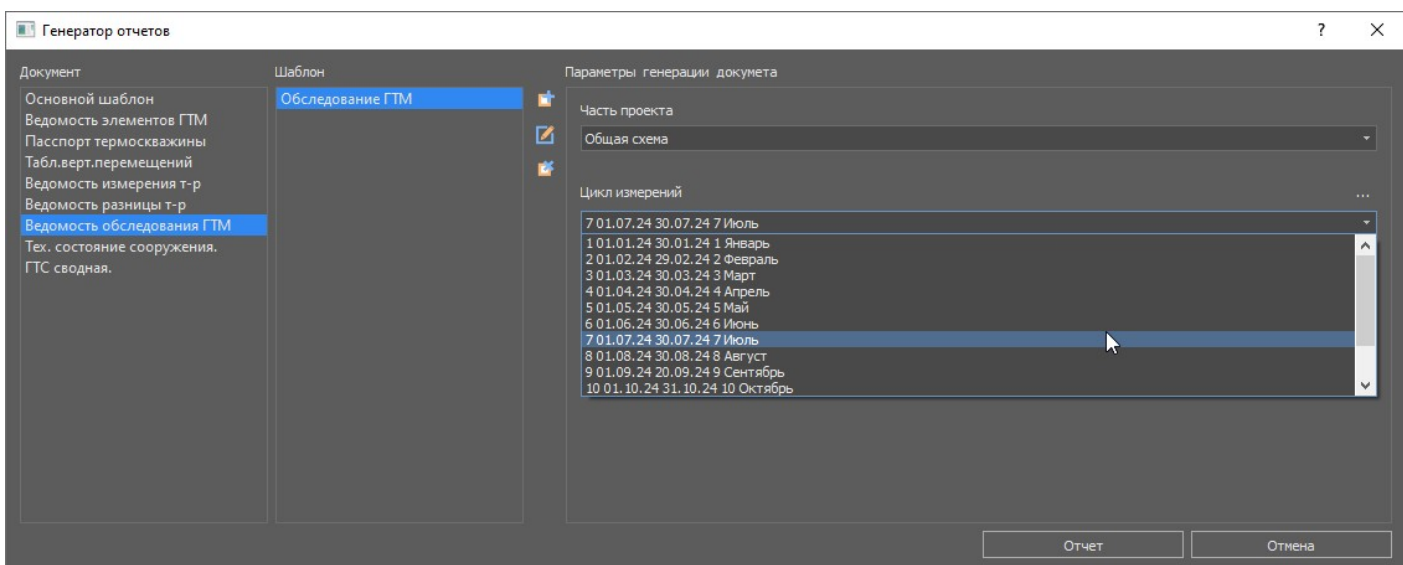 Генератор отчетов
?
Документ
Основной шаблон
Ведомость элементов ГТМ
Пасспорт термоскважины
Табл.верт.перемещений
Ведомость измерения т-р
Ведомость разницы т-р
Ведомость обследования ГТМ
Тех. состояние сооружения.
ГТС сводная.
Шаблон
Обследование ГТМ
Параметры генерации докумета
Часть проекта
Общая схема
Цикл измерений
...
7 01.07.24 30.07.24 7 Июль
1 01.01.24 30.01.24 1 Январь
2 01.02.24 29.02.24 2 Февраль
3 01.03.24 30.03.24 3 Март
4 01.04.24 30.04.24 4 Апрель
5 01.05.24 30.05.24 5 Май
6 01.06.24 30.06.24 6 Июнь
7 01.07.24 30.07.24 7 Июль
8 01.08.24 30.08.24 8 Август
9 01.09.24 20.09.24 9 Сентябрь
10 01.10.24 31.10.24 10 Октябрь
Отчет
Отмена